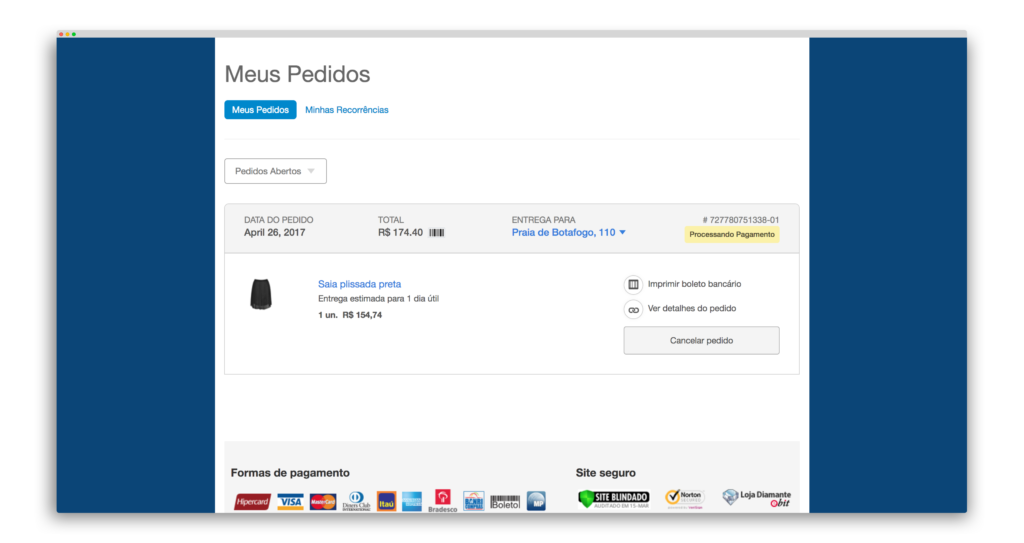 Meus Pedidos
Meus Pedidos Minhas Recorrências
Pedidos Abertos
DATA DO PEDIDO TOTAL ENTREGA PARA # 727780751338-01
April 26, 2017 R$ 174.40 Praia de Botafogo, 110 Processando Pagamento
Saia plissada preta
Entrega estimada para 1 dia útil
1 un. R$ 154,74
Imprimir boleto bancário
Ver detalhes do pedido
Cancelar pedido
Formas de pagamento Site seguro
Hipercard VISA MasterCard Diners Club INTERNATIONAL Itaú Bradesco Boleto MP
SITE BLINDADO
AUDITADO EM 15-MAR
Norton
SECURED
Loja Diamante
ebit